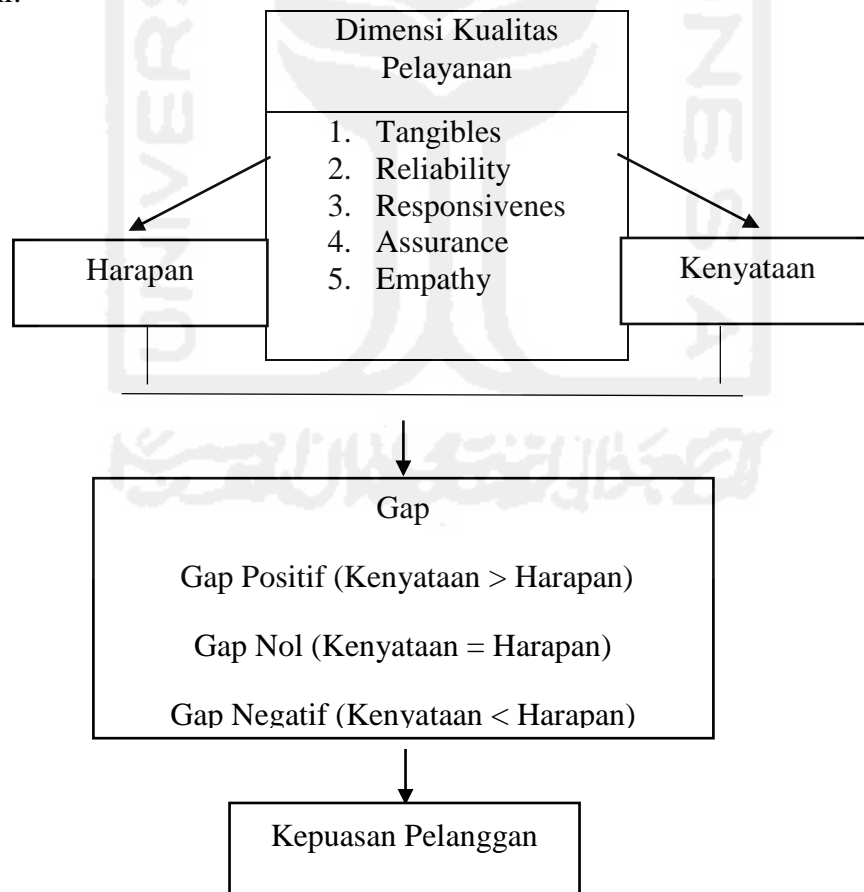 Dimensi Kualitas
Pelayanan
1. Tangibles
2. Reliability
3. Responsivenes
4. Assurance
5. Empathy
Harapan
Kenyataan
Gap
Gap Positif (Kenyataan > Harapan)
Gap Nol (Kenyataan = Harapan)
Gap Negatif (Kenyataan < Harapan)
Kepuasan Pelanggan